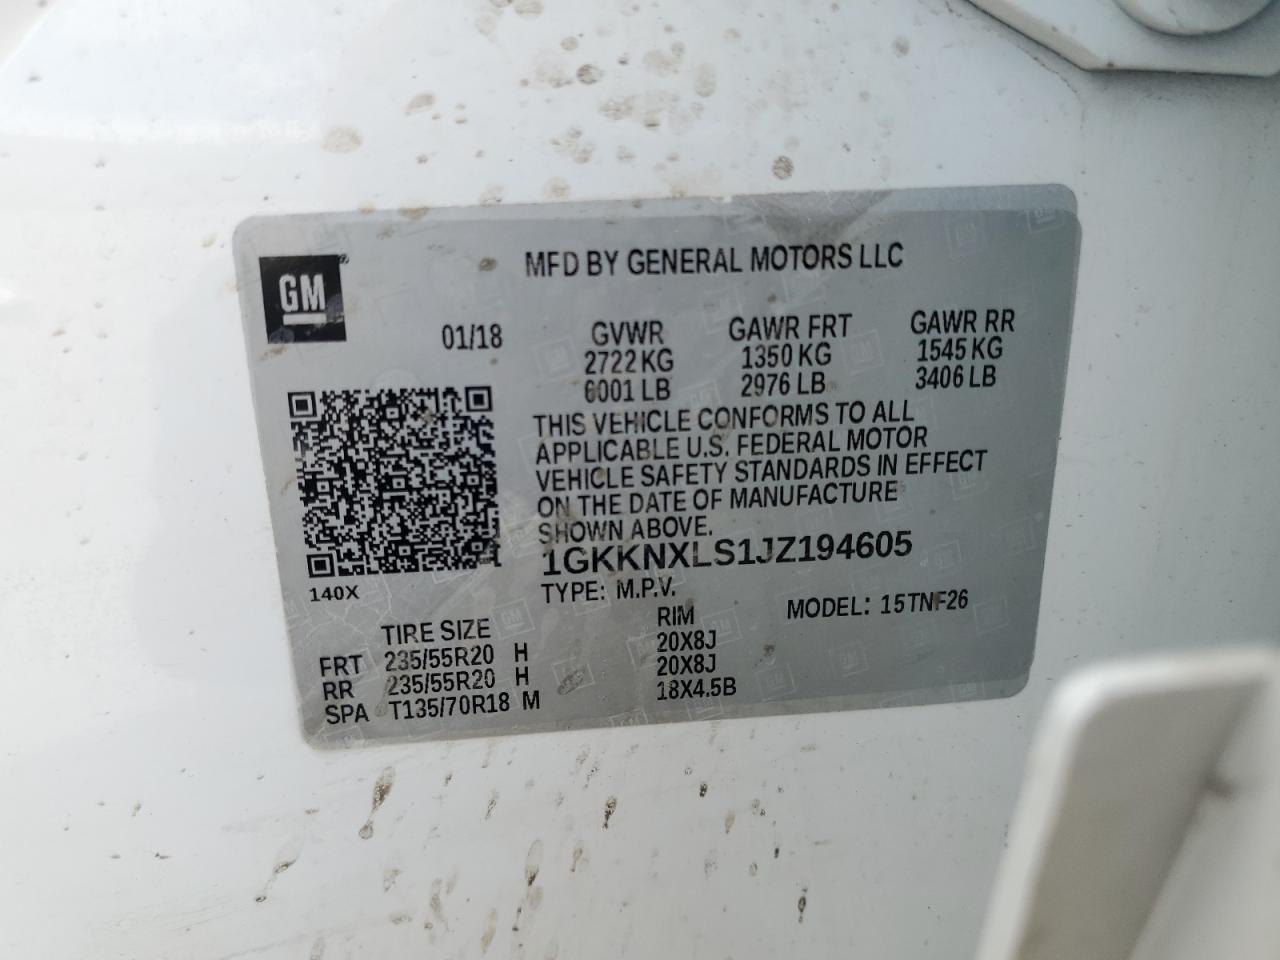 GM
MFD BY GENERAL MOTORS LLC
01/18
GVWR GAWR FRT GAWR RR
2722 KG 1350 KG 1545 KG
6001 LB 2976 LB 3406 LB
THIS VEHICLE CONFORMS TO ALL
APPLICABLE U.S. FEDERAL MOTOR
VEHICLE SAFETY STANDARDS IN EFFECT
ON THE DATE OF MANUFACTURE
SHOWN ABOVE.
1GKKNXLS1JZ194605
140X
TYPE: M.P.V. MODEL: 15TNF26
TIRE SIZE RIM
FRT 235/55R20 H 20X8J
RR 235/55R20 H 20X8J
SPA T135/70R18 M 18X4.5B